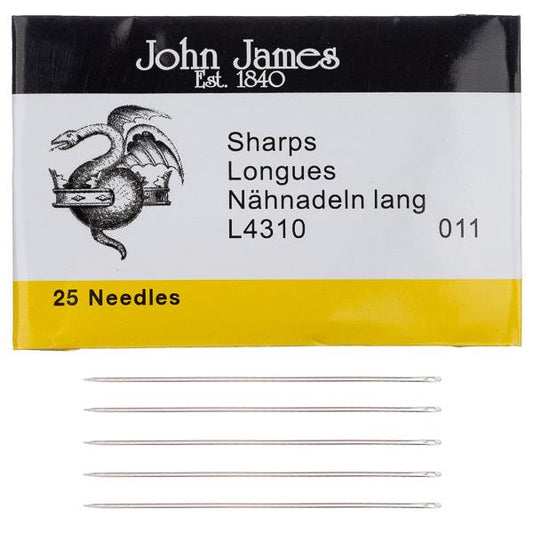 John James
Est. 1840
Sharps
Longues
Nähnadeln lang
L4310 011
25 Needles